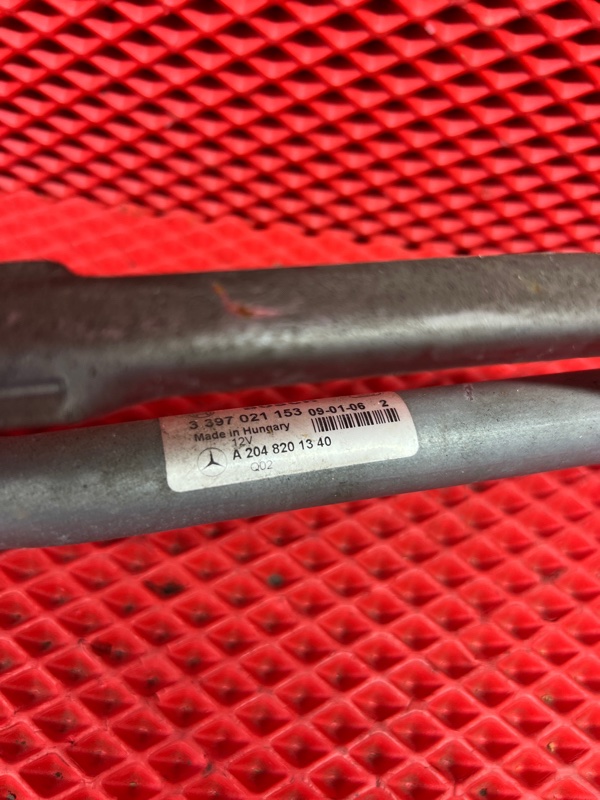 3 397 021 153 09-01-06 2
Made in Hungary
12V
A 204 820 13 40
Q02